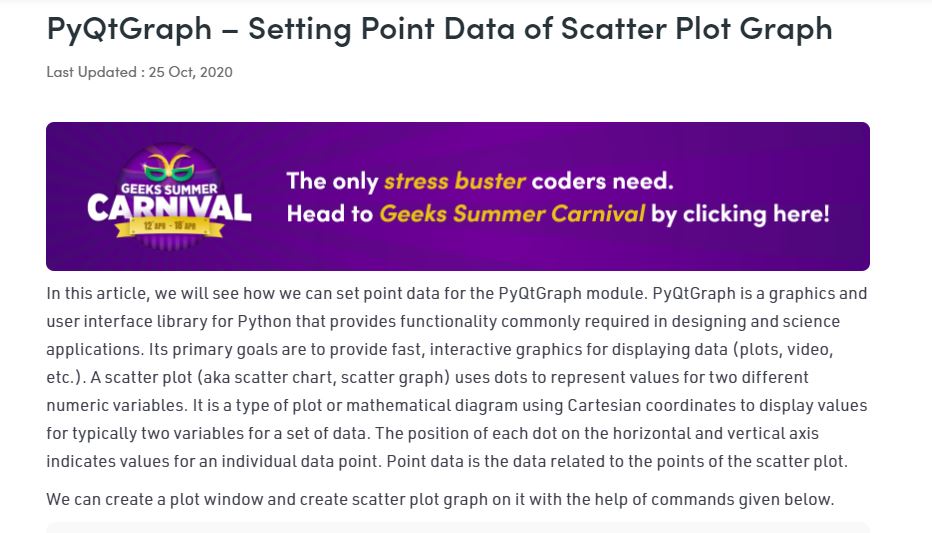 PyQtGraph – Setting Point Data of Scatter Plot Graph
Last Updated : 25 Oct, 2020
GEEKS SUMMER
CARNIVAL
12 APR - 16 APR
The only stress buster coders need.
Head to Geeks Summer Carnival by clicking here!
In this article, we will see how we can set point data for the PyQtGraph module. PyQtGraph is a graphics and
user interface library for Python that provides functionality commonly required in designing and science
applications. Its primary goals are to provide fast, interactive graphics for displaying data (plots, video,
etc.). A scatter plot (aka scatter chart, scatter graph) uses dots to represent values for two different
numeric variables. It is a type of plot or mathematical diagram using Cartesian coordinates to display values
for typically two variables for a set of data. The position of each dot on the horizontal and vertical axis
indicates values for an individual data point. Point data is the data related to the points of the scatter plot.
We can create a plot window and create scatter plot graph on it with the help of commands given below.